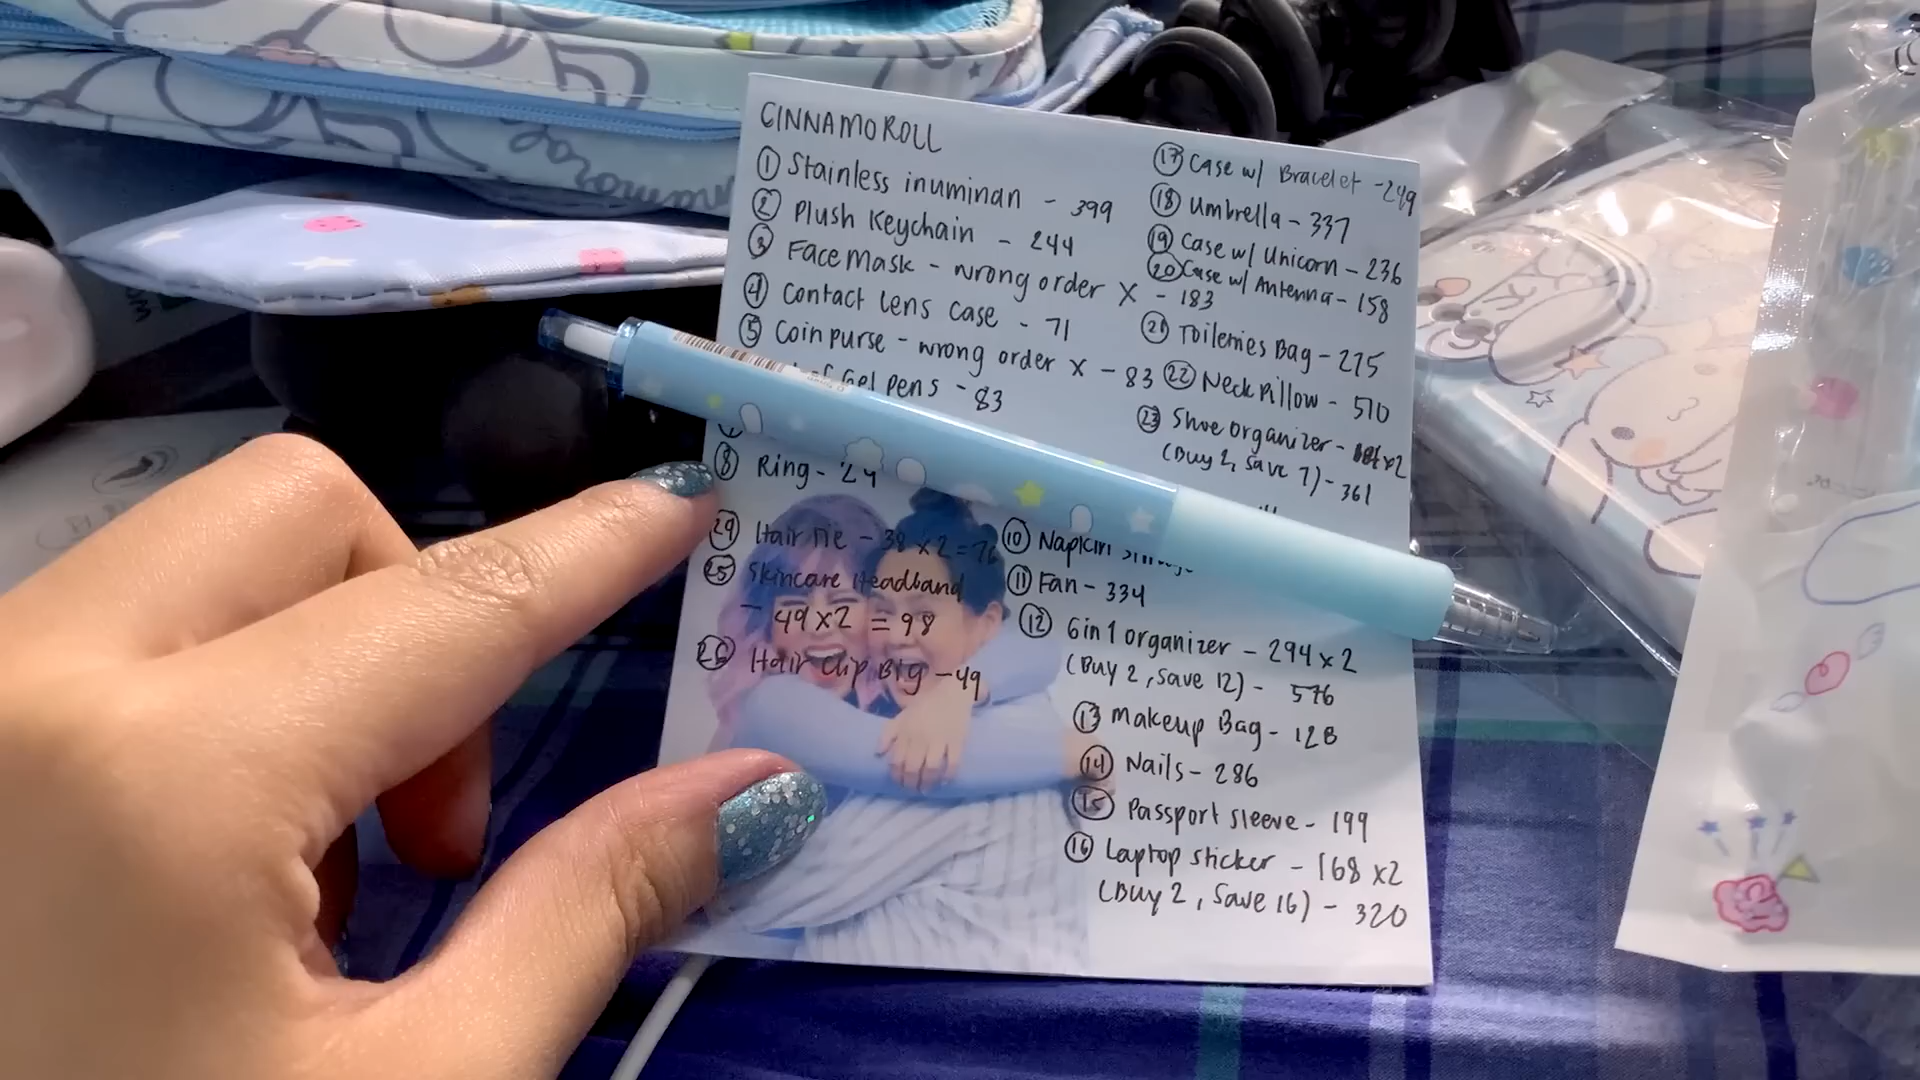 CINNAMOROLL
① Stainless inuminan - 399
② Plush Keychain - 244
③ Face Mask - wrong order X - 183
④ Contact lens case - 71
⑤ Coin purse - wrong order X - 83
of Gel pens - 83
⑧ Ring - 24
29 Hair tie - 38 x 2 = 76
25 Skincare Headband
- 49 x 2 = 98
26 Hair clip Big - 49
⑩ Napkin
⑪ Fan - 334
⑫ 6 in 1 organizer - 294 x 2
(Buy 2, save 12) - 576
⑬ Makeup Bag - 128
⑭ Nails - 286
⑮ Passport sleeve - 199
⑯ Laptop sticker - 168 x2
(Buy 2, Save 16) - 320
⑰ Case w/ Bracelet - 249
⑱ Umbrella - 337
⑲ Case w/ Unicorn - 236
⑳ Case w/ Antenna - 158
㉑ Toiletries Bag - 275
㉒ Neck Pillow - 570
㉓ Shoe organizer - x2
(Buy 2, save 7) - 361